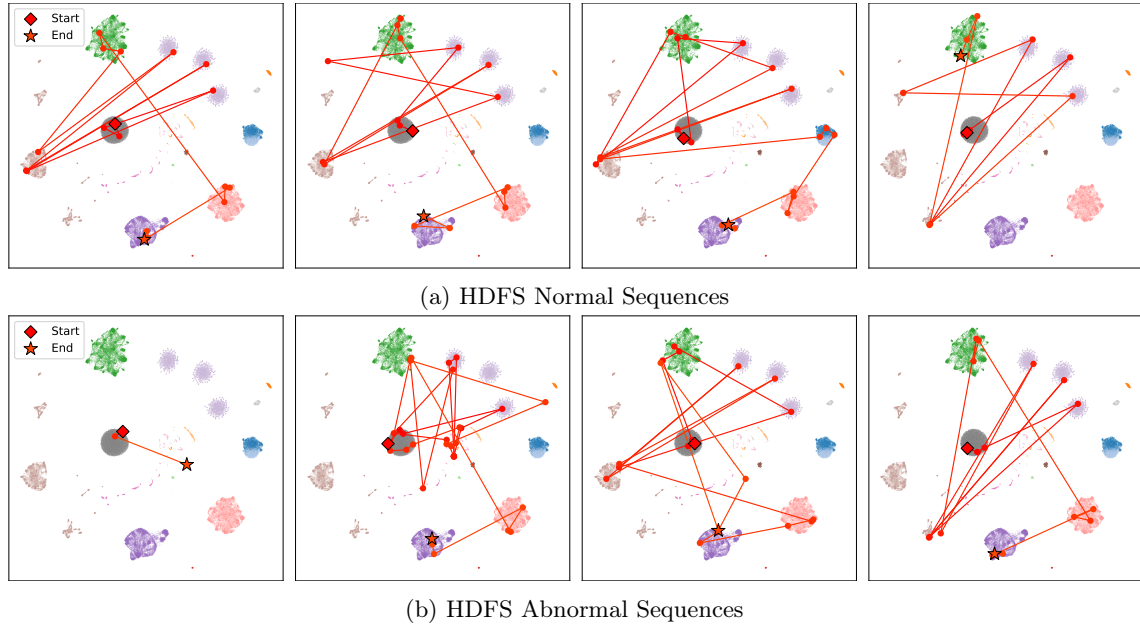 Start
End
(a) HDFS Normal Sequences
Start
End
(b) HDFS Abnormal Sequences